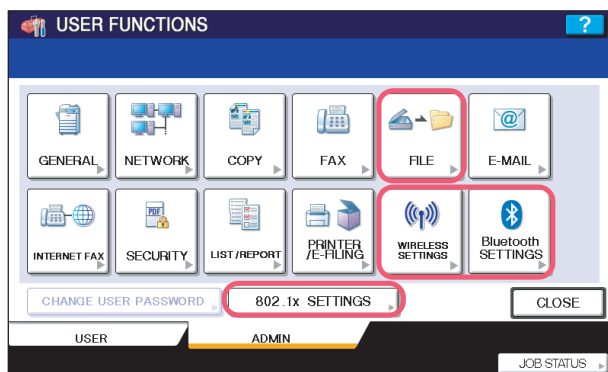 USER FUNCTIONS
?
GENERAL
NETWORK
COPY
FAX
FILE
@
E-MAIL
INTERNET FAX
PDF
SECURITY
LIST/REPORT
PRINTER
/E-FILING
WIRELESS
SETTINGS
Bluetooth
SETTINGS
CHANGE USER PASSWORD
802.1x SETTINGS
CLOSE
USER
ADMIN
JOB STATUS